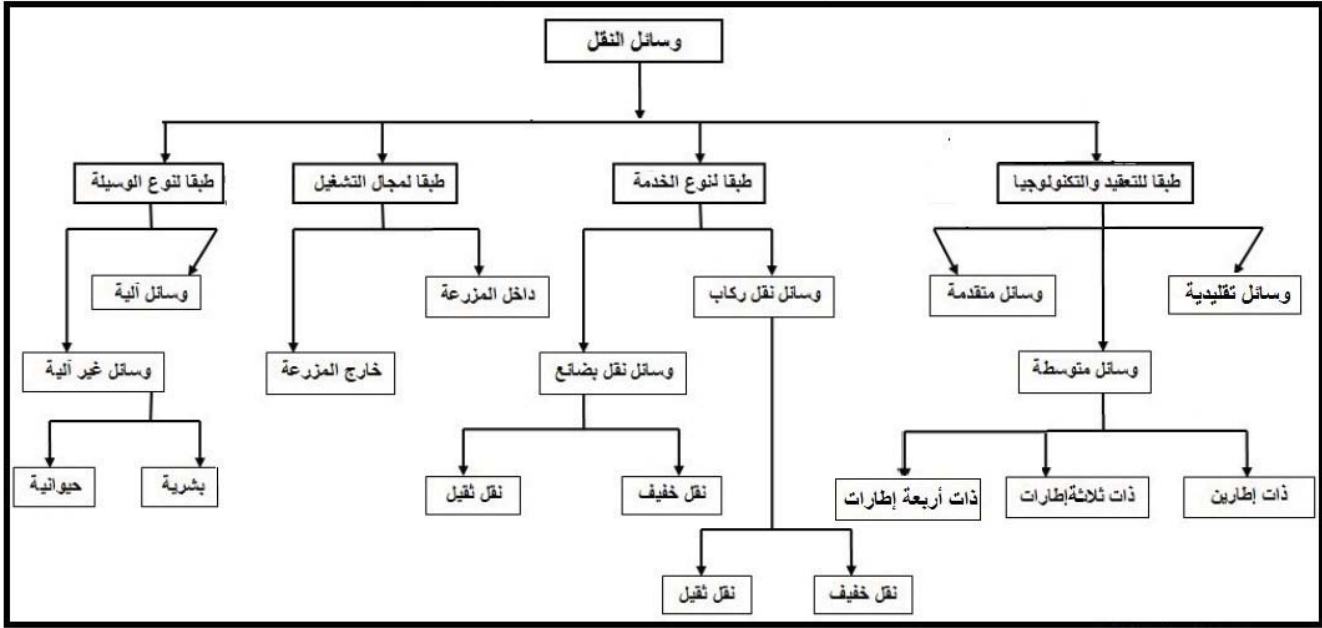 وسائل النقل
طبقا للتعقيد والتكنولوجيا
طبقا لنوع الخدمة
طبقا لمجال التشغيل
طبقا لنوع الوسيلة
وسائل تقليدية
وسائل متقدمة
وسائل نقل ركاب
داخل المزرعة
وسائل آلية
وسائل متوسطة
وسائل نقل بضائع
خارج المزرعة
وسائل غير آلية
ذات إطارين
ذات ثلاثةإطارات
ذات أربعة إطارات
نقل خفيف
نقل ثقيل
بشرية
حيوانية
نقل خفيف
نقل ثقيل